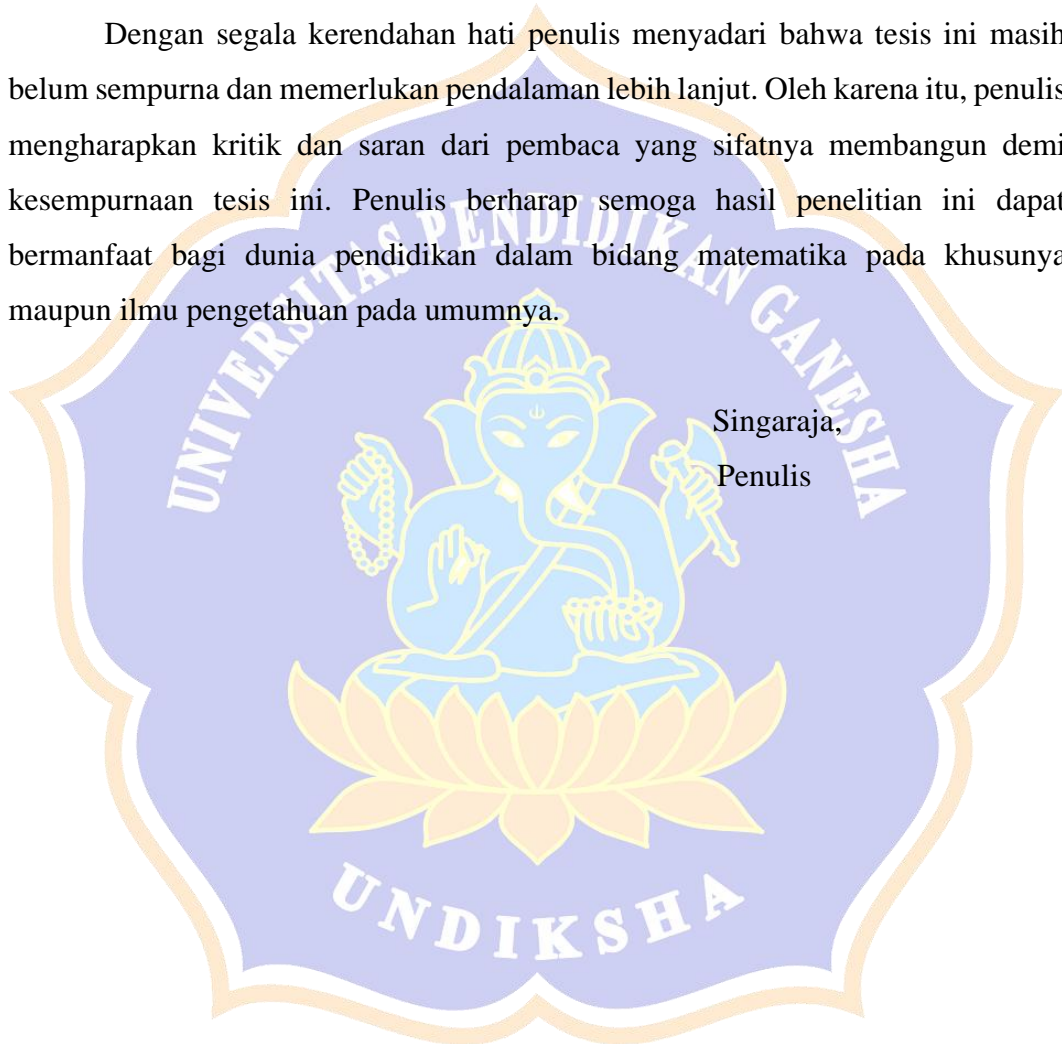 Dengan segala kerendahan hati penulis menyadari bahwa tesis ini masih
belum sempurna dan memerlukan pendalaman lebih lanjut. Oleh karena itu, penulis
mengharapkan kritik dan saran dari pembaca yang sifatnya membangun demi
kesempurnaan tesis ini. Penulis berharap semoga hasil penelitian ini dapat
bermanfaat bagi dunia pendidikan dalam bidang matematika pada khusunya
maupun ilmu pengetahuan pada umumnya.
Singaraja,
Penulis
UNIVERSITAS PENDIDIKAN GANESHA
UNDIKSHA